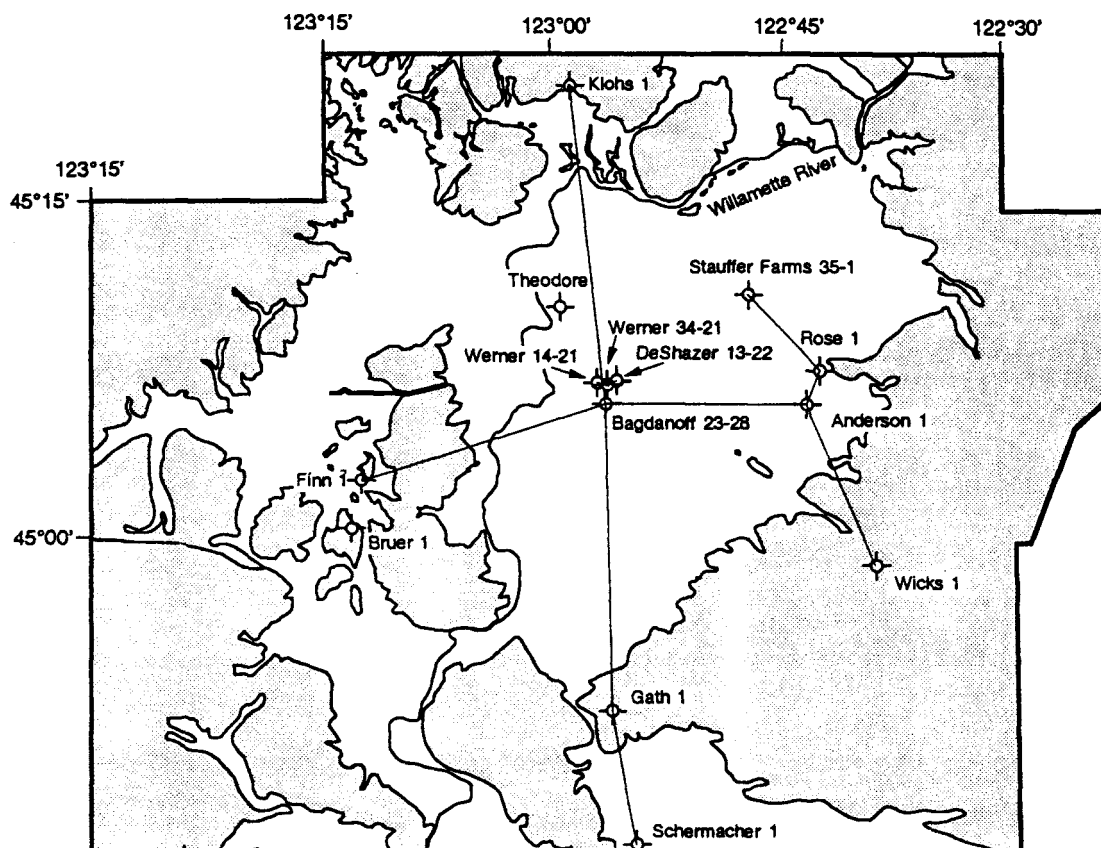 123°15'
123°00'
122°45'
122°30'
Klohs 1
123°15'
45°15'
Willamette River
Stauffer Farms 35-1
Theodore
Werner 34-21
Rose 1
Werner 14-21
DeShazer 13-22
Bagdanoff 23-28
Anderson 1
Finn 1
45°00'
Bruer 1
Wicks 1
Gath 1
Schermacher 1